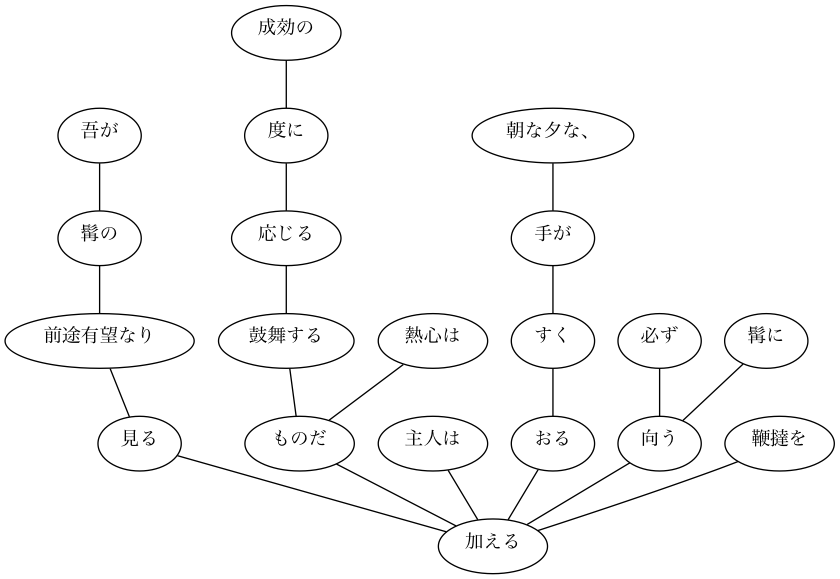 成効の
吾が
度に
朝な夕な、
髯の
応じる
手が
前途有望なり
鼓舞する
熱心は
すく
必ず
髯に
見る
ものだ
主人は
おる
向う
鞭撻を
加える